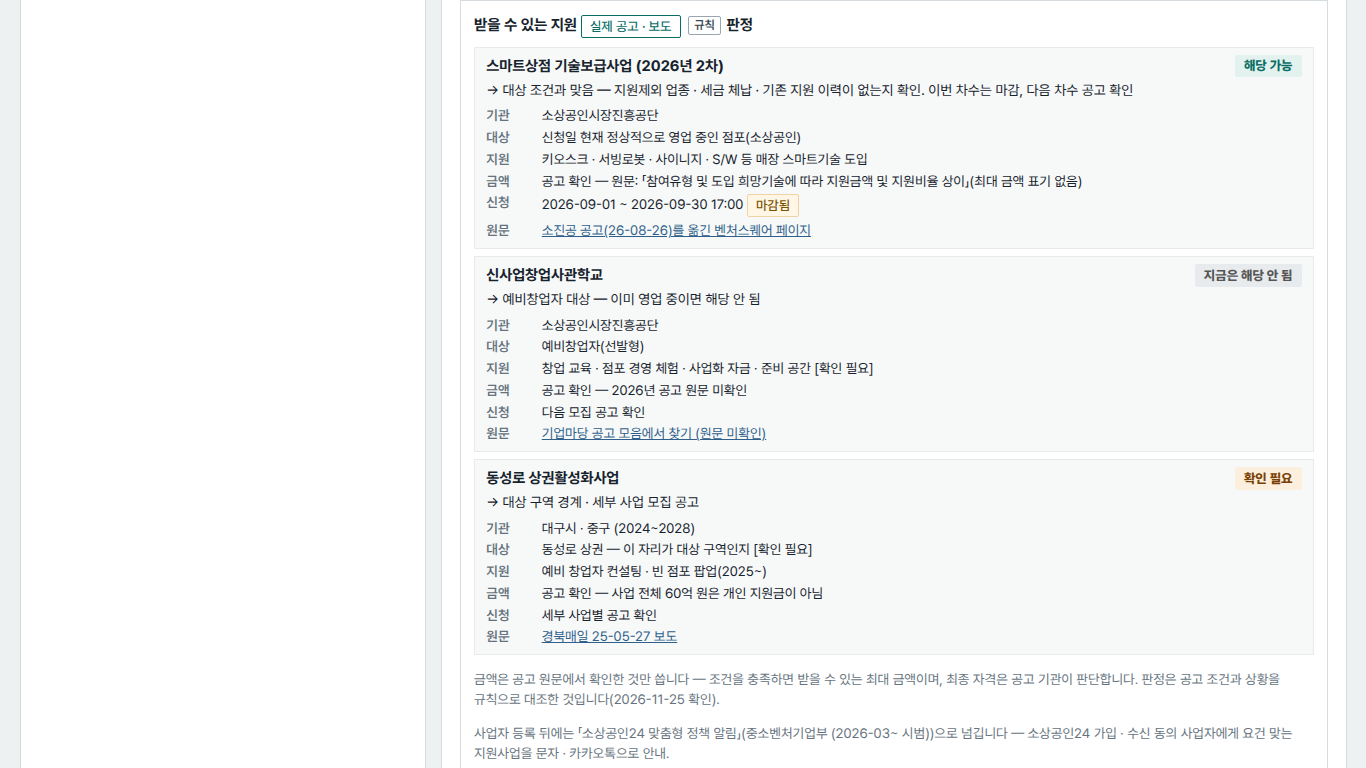 받을 수 있는 지원 실제 공고 · 보도 규칙 판정
스마트상점 기술보급사업 (2026년 2차) 해당 가능
→ 대상 조건과 맞음 — 지원제외 업종 · 세금 체납 · 기존 지원 이력이 없는지 확인. 이번 차수는 마감, 다음 차수 공고 확인
기관 소상공인시장진흥공단
대상 신청일 현재 정상적으로 영업 중인 점포(소상공인)
지원 키오스크 · 서빙로봇 · 사이니지 · S/W 등 매장 스마트기술 도입
금액 공고 확인 — 원문: 「참여유형 및 도입 희망기술에 따라 지원금액 및 지원비율 상이」(최대 금액 표기 없음)
신청 2026-09-01 ~ 2026-09-30 17:00 마감됨
원문 소진공 공고(26-08-26)를 옮긴 벤처스퀘어 페이지
신사업창업사관학교 지금은 해당 안 됨
→ 예비창업자 대상 — 이미 영업 중이면 해당 안 됨
기관 소상공인시장진흥공단
대상 예비창업자(선발형)
지원 창업 교육 · 점포 경영 체험 · 사업화 자금 · 준비 공간 [확인 필요]
금액 공고 확인 — 2026년 공고 원문 미확인
신청 다음 모집 공고 확인
원문 기업마당 공고 모음에서 찾기 (원문 미확인)
동성로 상권활성화사업 확인 필요
→ 대상 구역 경계 · 세부 사업 모집 공고
기관 대구시 · 중구 (2024~2028)
대상 동성로 상권 — 이 자리가 대상 구역인지 [확인 필요]
지원 예비 창업자 컨설팅 · 빈 점포 팝업(2025~)
금액 공고 확인 — 사업 전체 60억 원은 개인 지원금이 아님
신청 세부 사업별 공고 확인
원문 경북매일 25-05-27 보도
금액은 공고 원문에서 확인한 것만 씁니다 — 조건을 충족하면 받을 수 있는 최대 금액이며, 최종 자격은 공고 기관이 판단합니다. 판정은 공고 조건과 상황을
규칙으로 대조한 것입니다(2026-11-25 확인).
사업자 등록 뒤에는 「소상공인24 맞춤형 정책 알림」(중소벤처기업부 (2026-03~ 시범))으로 넘깁니다 — 소상공인24 가입 · 수신 동의 사업자에게 요건 맞는
지원사업을 문자 · 카카오톡으로 안내.